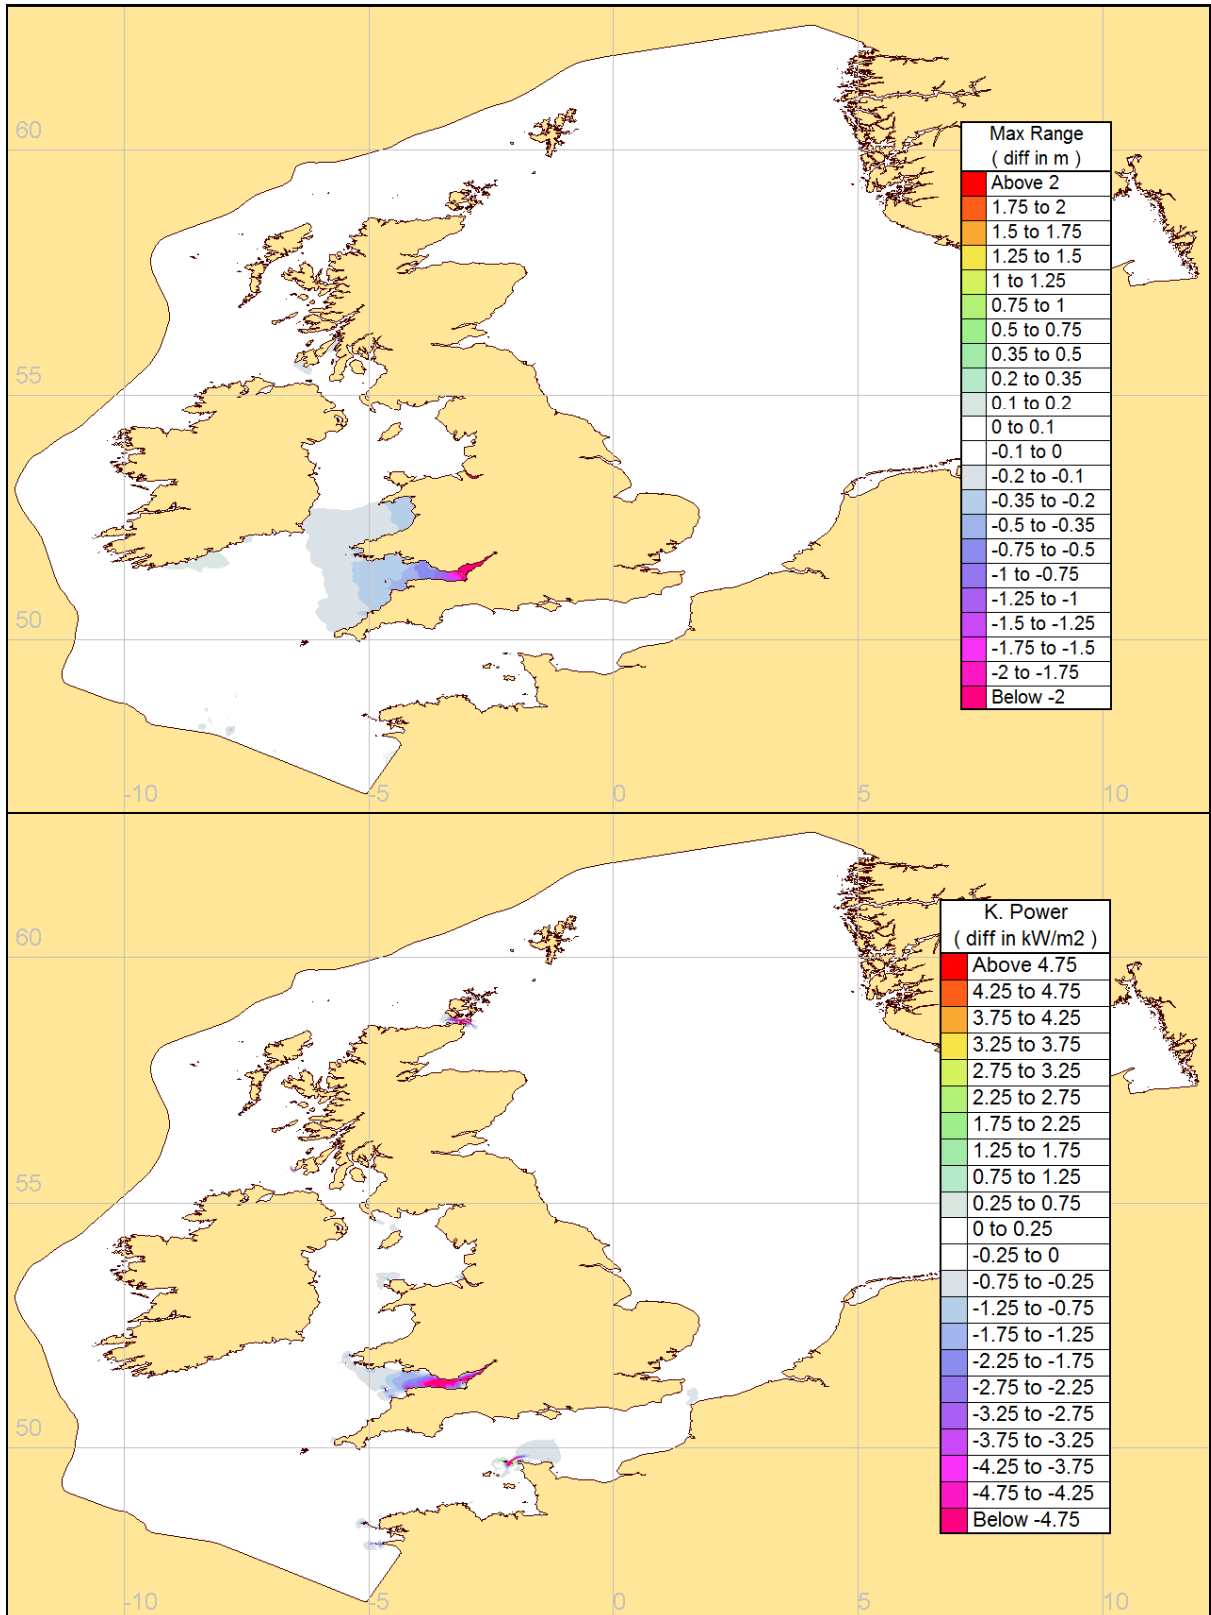 60
55
50
-10
-5
0
5
10
Max Range
( diff in m )
Above 2
1.75 to 2
1.5 to 1.75
1.25 to 1.5
1 to 1.25
0.75 to 1
0.5 to 0.75
0.35 to 0.5
0.2 to 0.35
0.1 to 0.2
0 to 0.1
-0.1 to 0
-0.2 to -0.1
-0.35 to -0.2
-0.5 to -0.35
-0.75 to -0.5
-1 to -0.75
-1.25 to -1
-1.5 to -1.25
-1.75 to -1.5
-2 to -1.75
Below -2
60
55
50
-10
-5
0
5
10
K. Power
( diff in kW/m2 )
Above 4.75
4.25 to 4.75
3.75 to 4.25
3.25 to 3.75
2.75 to 3.25
2.25 to 2.75
1.75 to 2.25
1.25 to 1.75
0.75 to 1.25
0.25 to 0.75
0 to 0.25
-0.25 to 0
-0.75 to -0.25
-1.25 to -0.75
-1.75 to -1.25
-2.25 to -1.75
-2.75 to -2.25
-3.25 to -2.75
-3.75 to -3.25
-4.25 to -3.75
-4.75 to -4.25
Below -4.75